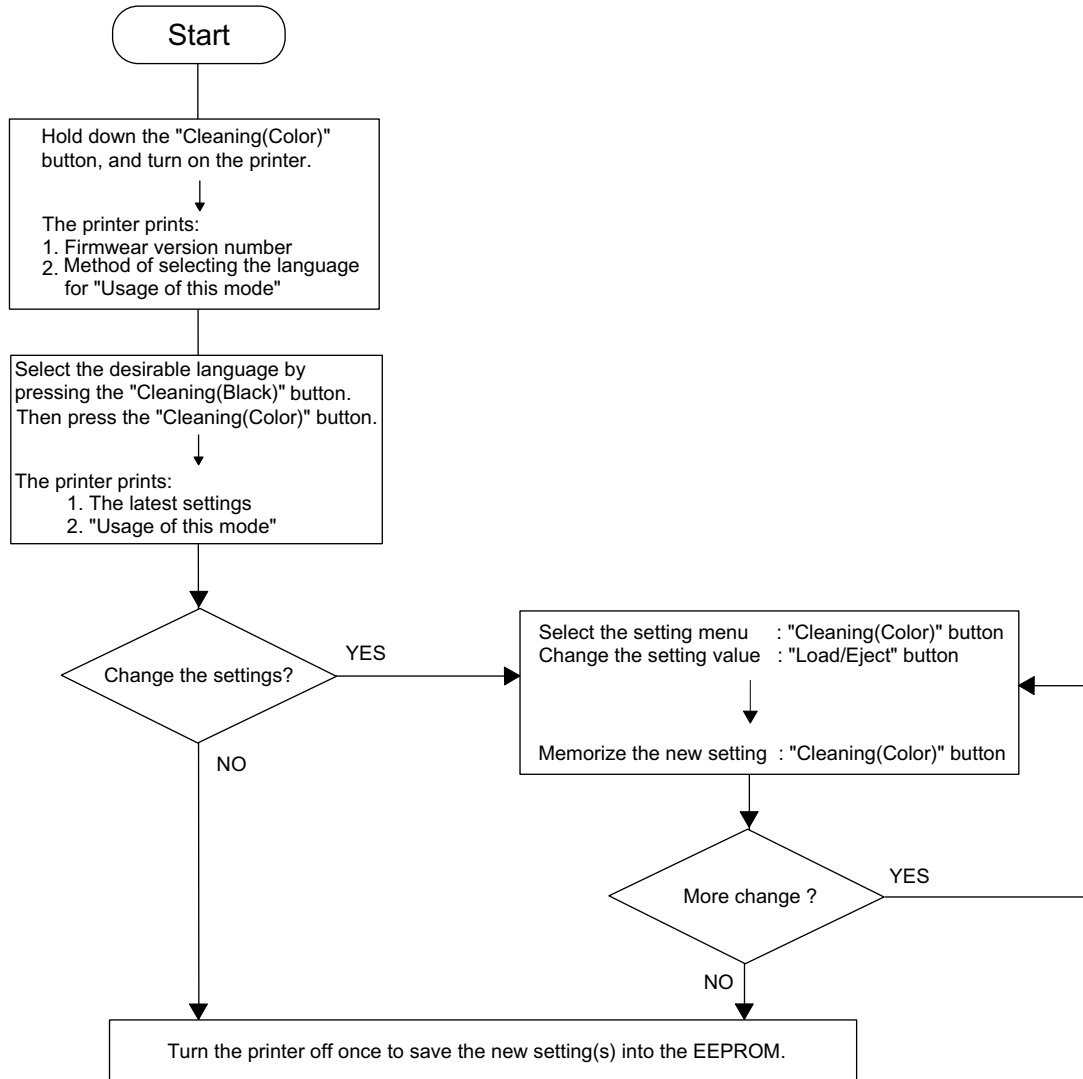 Start
Hold down the "Cleaning(Color)"
button, and turn on the printer.
The printer prints:
1. Firmwear version number
2. Method of selecting the language
for "Usage of this mode"
Select the desirable language by
pressing the "Cleaning(Black)" button.
Then press the "Cleaning(Color)" button.
The printer prints:
1. The latest settings
2. "Usage of this mode"
Change the settings?
YES
NO
Select the setting menu : "Cleaning(Color)" button
Change the setting value : "Load/Eject" button
Memorize the new setting : "Cleaning(Color)" button
More change ?
YES
NO
Turn the printer off once to save the new setting(s) into the EEPROM.